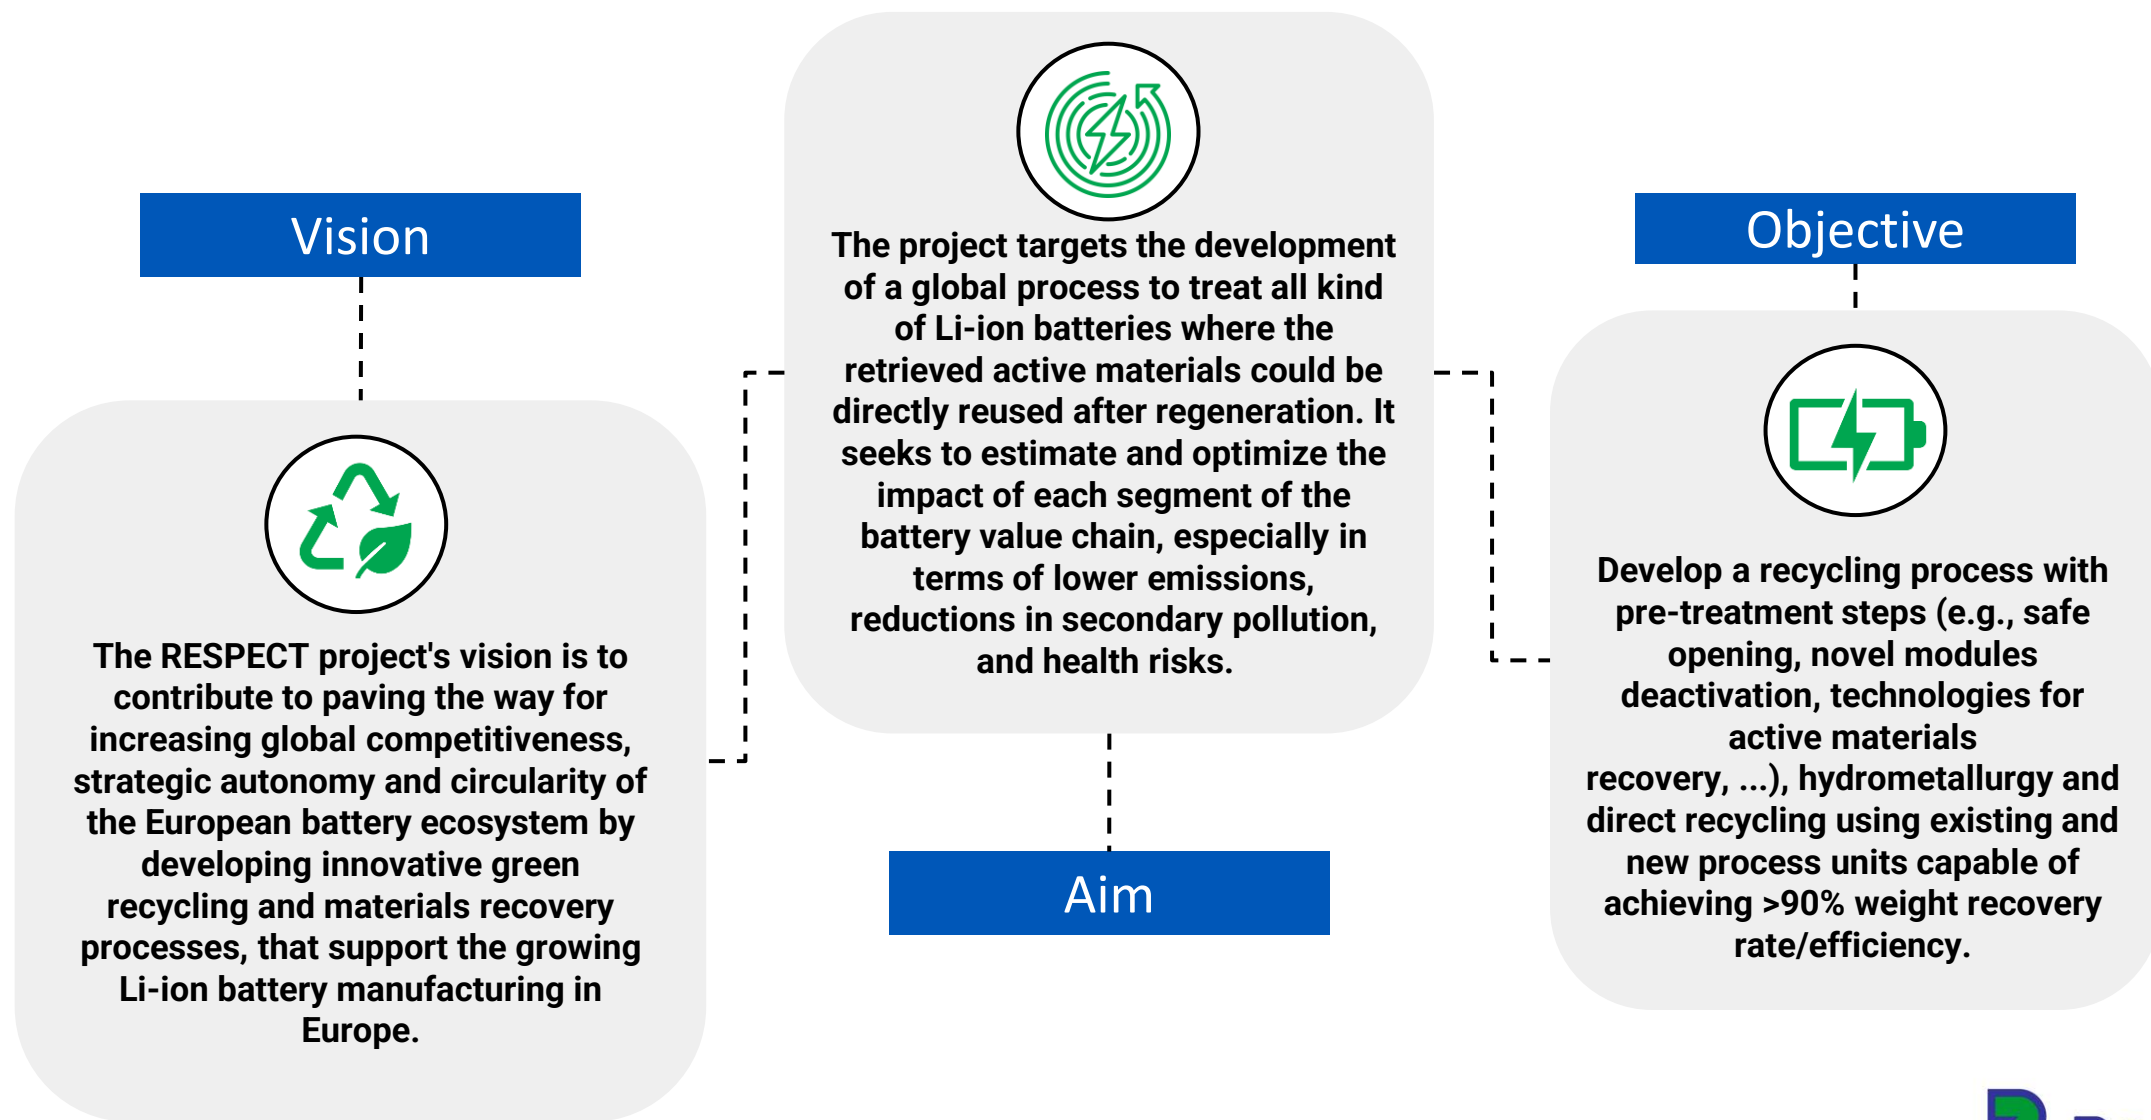 Vision
The RESPECT project's vision is to
contribute to paving the way for
increasing global competitiveness,
strategic autonomy and circularity of
the European battery ecosystem by
developing innovative green
recycling and materials recovery
processes, that support the growing
Li-ion battery manufacturing in
Europe.
The project targets the development
of a global process to treat all kind
of Li-ion batteries where the
retrieved active materials could be
directly reused after regeneration. It
seeks to estimate and optimize the
impact of each segment of the
battery value chain, especially in
terms of lower emissions,
reductions in secondary pollution,
and health risks.
Aim
Objective
Develop a recycling process with
pre-treatment steps (e.g., safe
opening, novel modules
deactivation, technologies for
active materials
recovery, ...), hydrometallurgy and
direct recycling using existing and
new process units capable of
achieving >90% weight recovery
rate/efficiency.